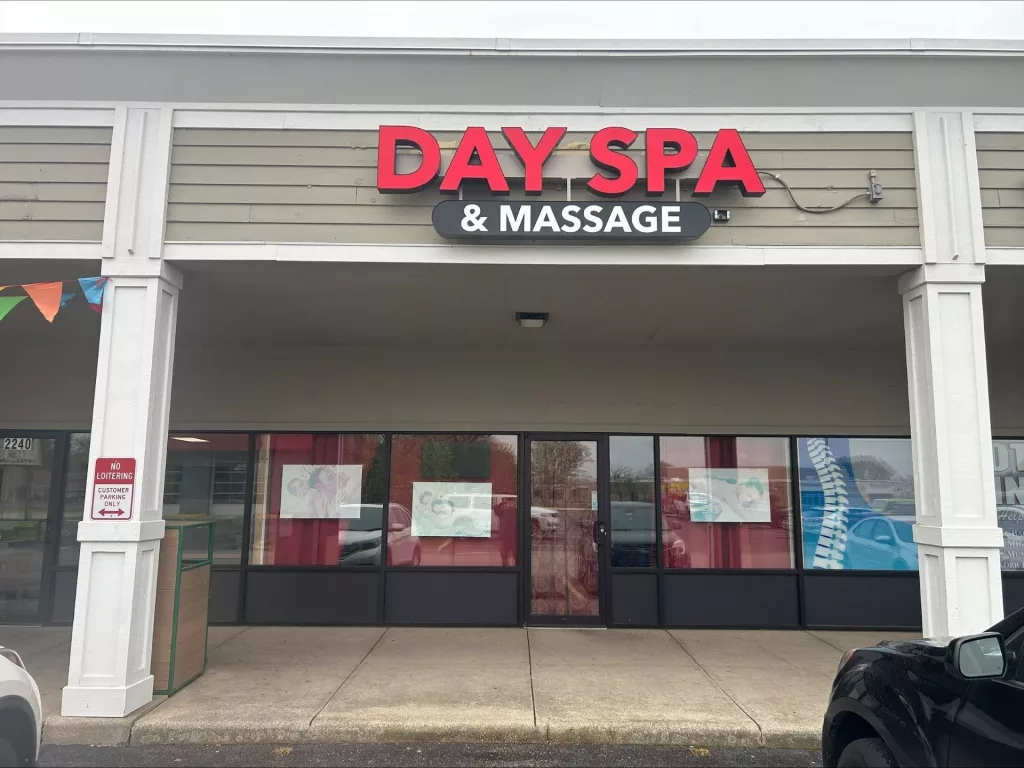 DAY SPA
& MASSAGE
2240
NO
LOITERING
CUSTOMER
PARKING
ONLY